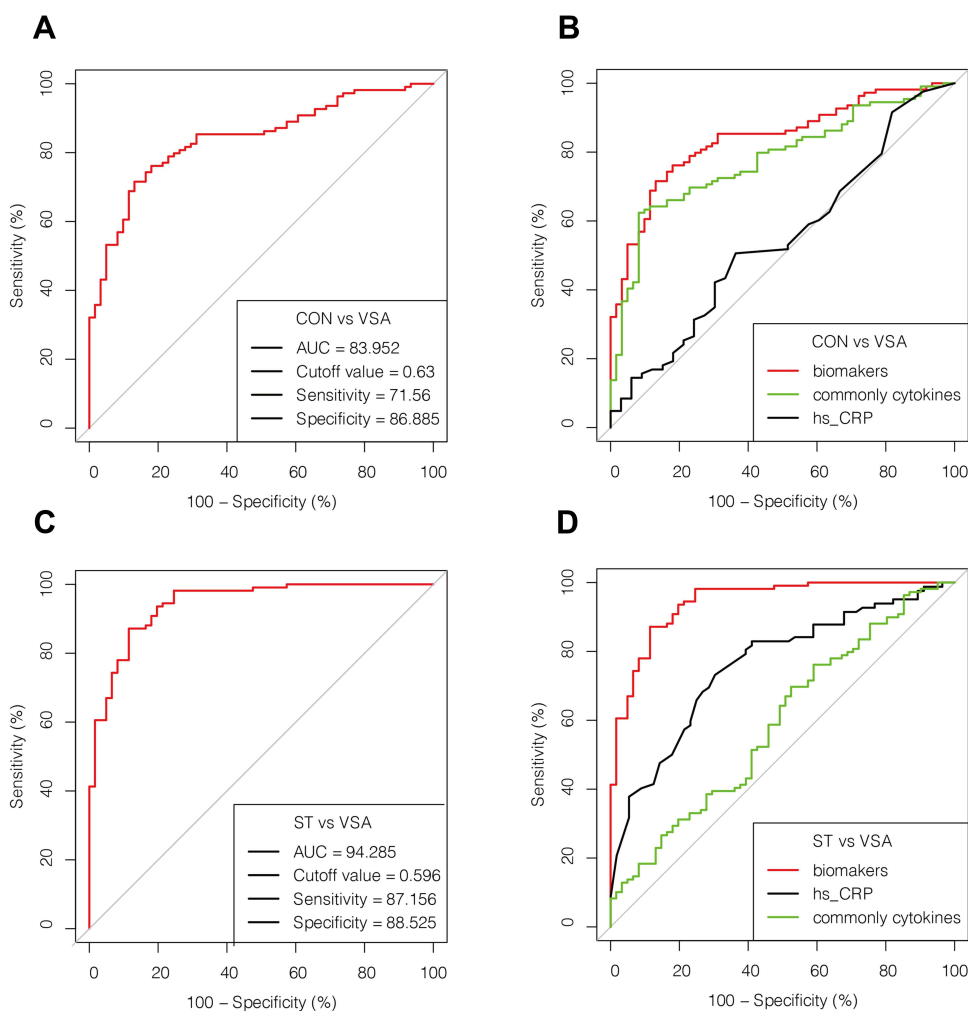 A
Sensitivity (%)
100
80
60
40
20
0
CON vs VSA
AUC = 83.952
Cutoff value = 0.63
Sensitivity = 71.56
Specificity = 86.885
0 20 40 60 80 100
100 – Specificity (%)
B
Sensitivity (%)
100
80
60
40
20
0
CON vs VSA
biomakers
commonly cytokines
hs_CRP
0 20 40 60 80 100
100 – Specificity (%)
C
Sensitivity (%)
100
80
60
40
20
0
ST vs VSA
AUC = 94.285
Cutoff value = 0.596
Sensitivity = 87.156
Specificity = 88.525
0 20 40 60 80 100
100 – Specificity (%)
D
Sensitivity (%)
100
80
60
40
20
0
ST vs VSA
biomakers
hs_CRP
commonly cytokines
0 20 40 60 80 100
100 – Specificity (%)